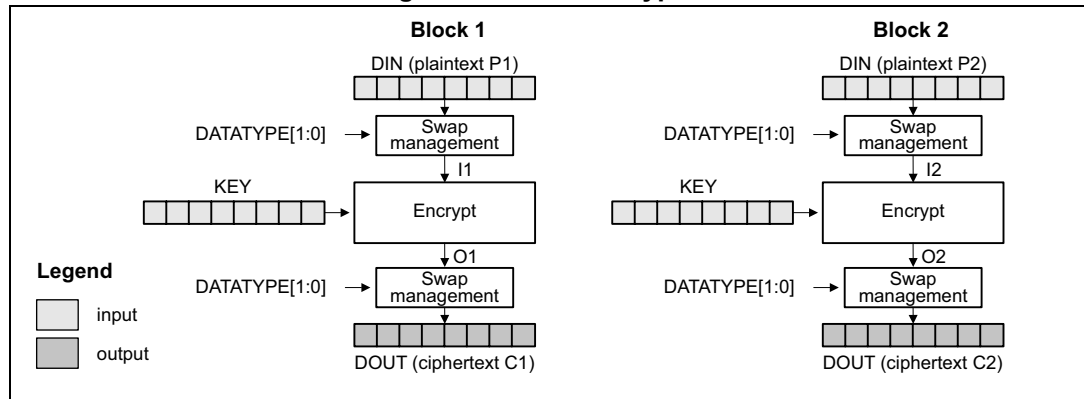 Block 1
DIN (plaintext P1)
DATATYPE[1:0]
Swap
management
I1
KEY
Encrypt
O1
DATATYPE[1:0]
Swap
management
DOUT (ciphertext C1)
Block 2
DIN (plaintext P2)
DATATYPE[1:0]
Swap
management
I2
KEY
Encrypt
O2
DATATYPE[1:0]
Swap
management
DOUT (ciphertext C2)
Legend
input
output